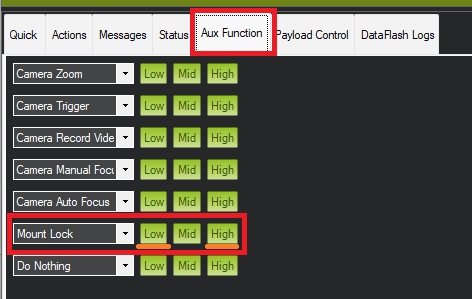 Quick Actions Messages Status Aux Function Payload Control DataFlash Logs
Camera Zoom Low Mid High
Camera Trigger Low Mid High
Camera Record Vide Low Mid High
Camera Manual Focu Low Mid High
Camera Auto Focus Low Mid High
Mount Lock Low Mid High
Do Nothing Low Mid High